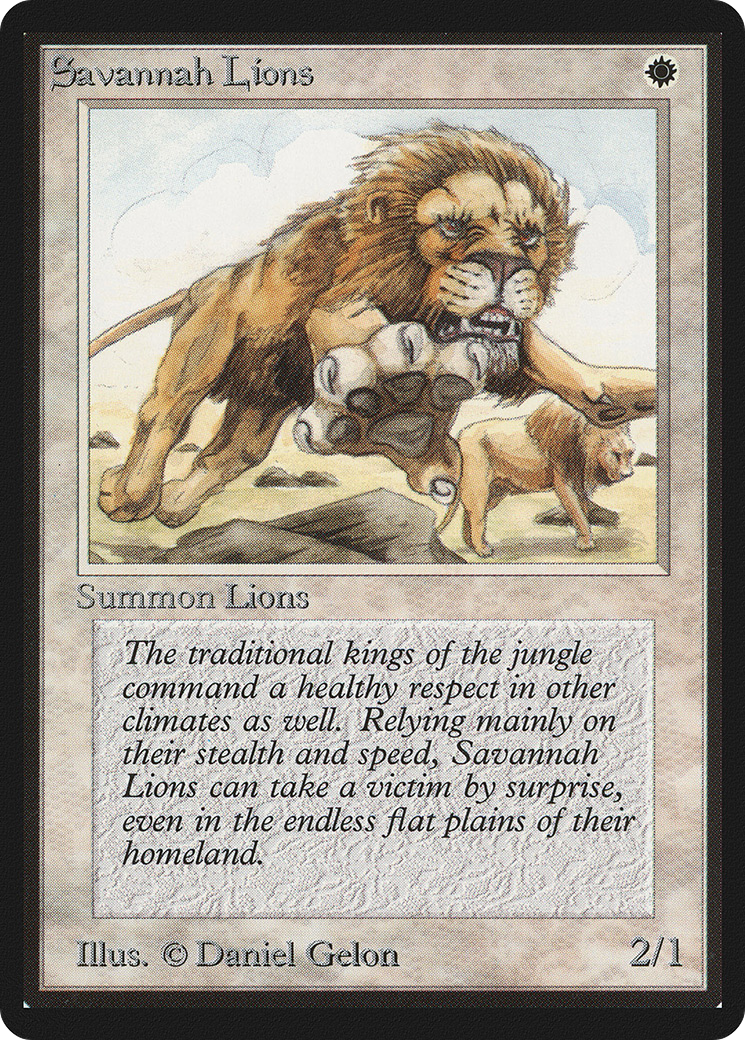 Savannah Lions
Summon Lions
The traditional kings of the jungle
command a healthy respect in other
climates as well. Relying mainly on
their stealth and speed, Savannah
Lions can take a victim by surprise,
even in the endless flat plains of their
homeland.
Illus. © Daniel Gelon
2/1